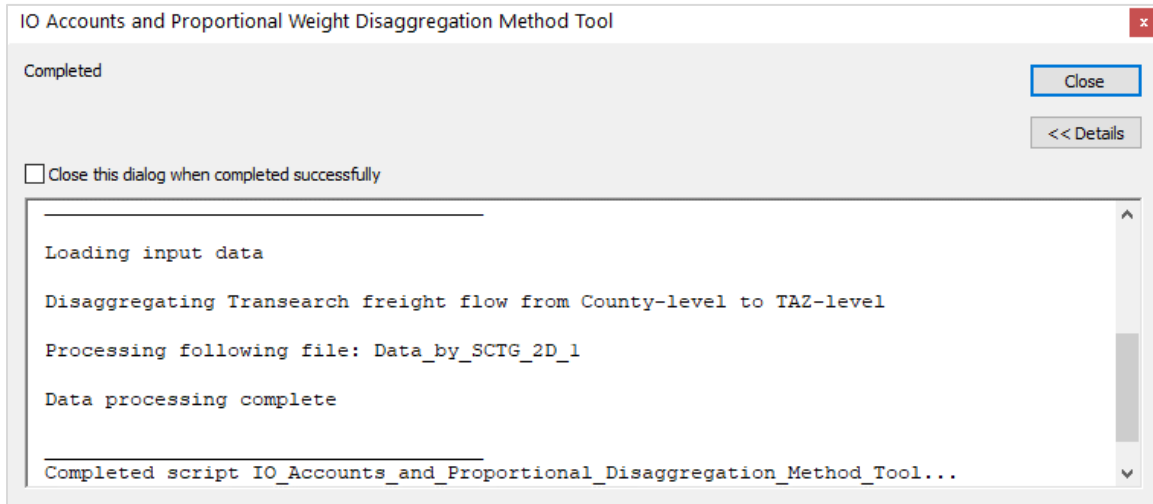 IO Accounts and Proportional Weight Disaggregation Method Tool
x
Completed
Close
<< Details
Close this dialog when completed successfully
Loading input data
Disaggregating Transearch freight flow from County-level to TAZ-level
Processing following file: Data_by_SCTG_2D_1
Data processing complete
Completed script IO_Accounts_and_Proportional_Disaggregation_Method_Tool...